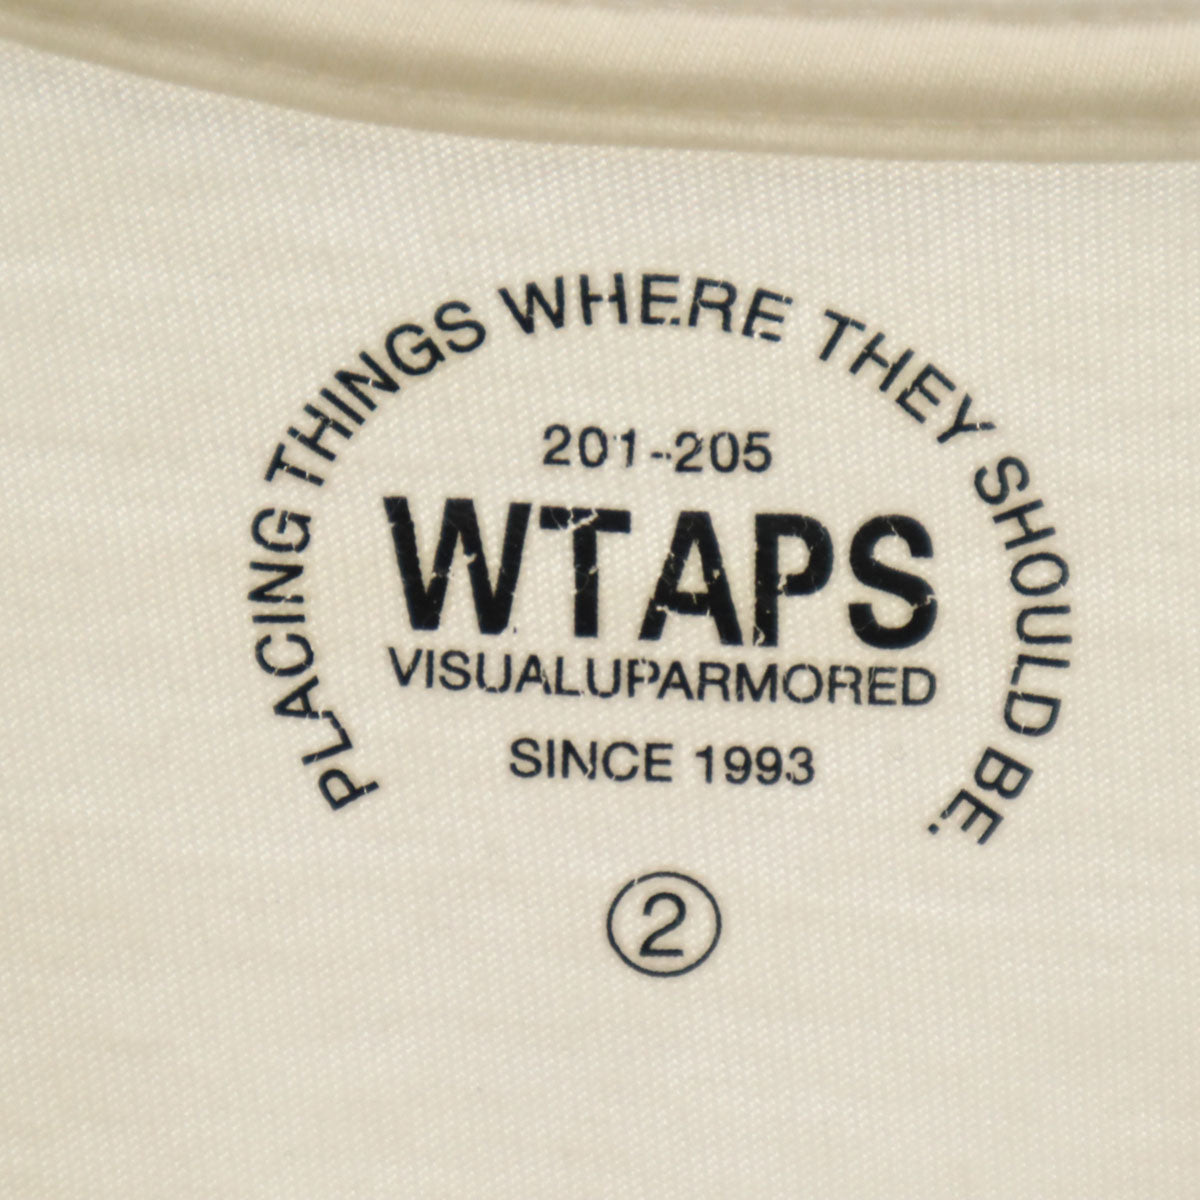 PLACING THINGS WHERE THEY SHOULD BE.
201-205
WTAPS
VISUALUPARMORED
SINCE 1993
2